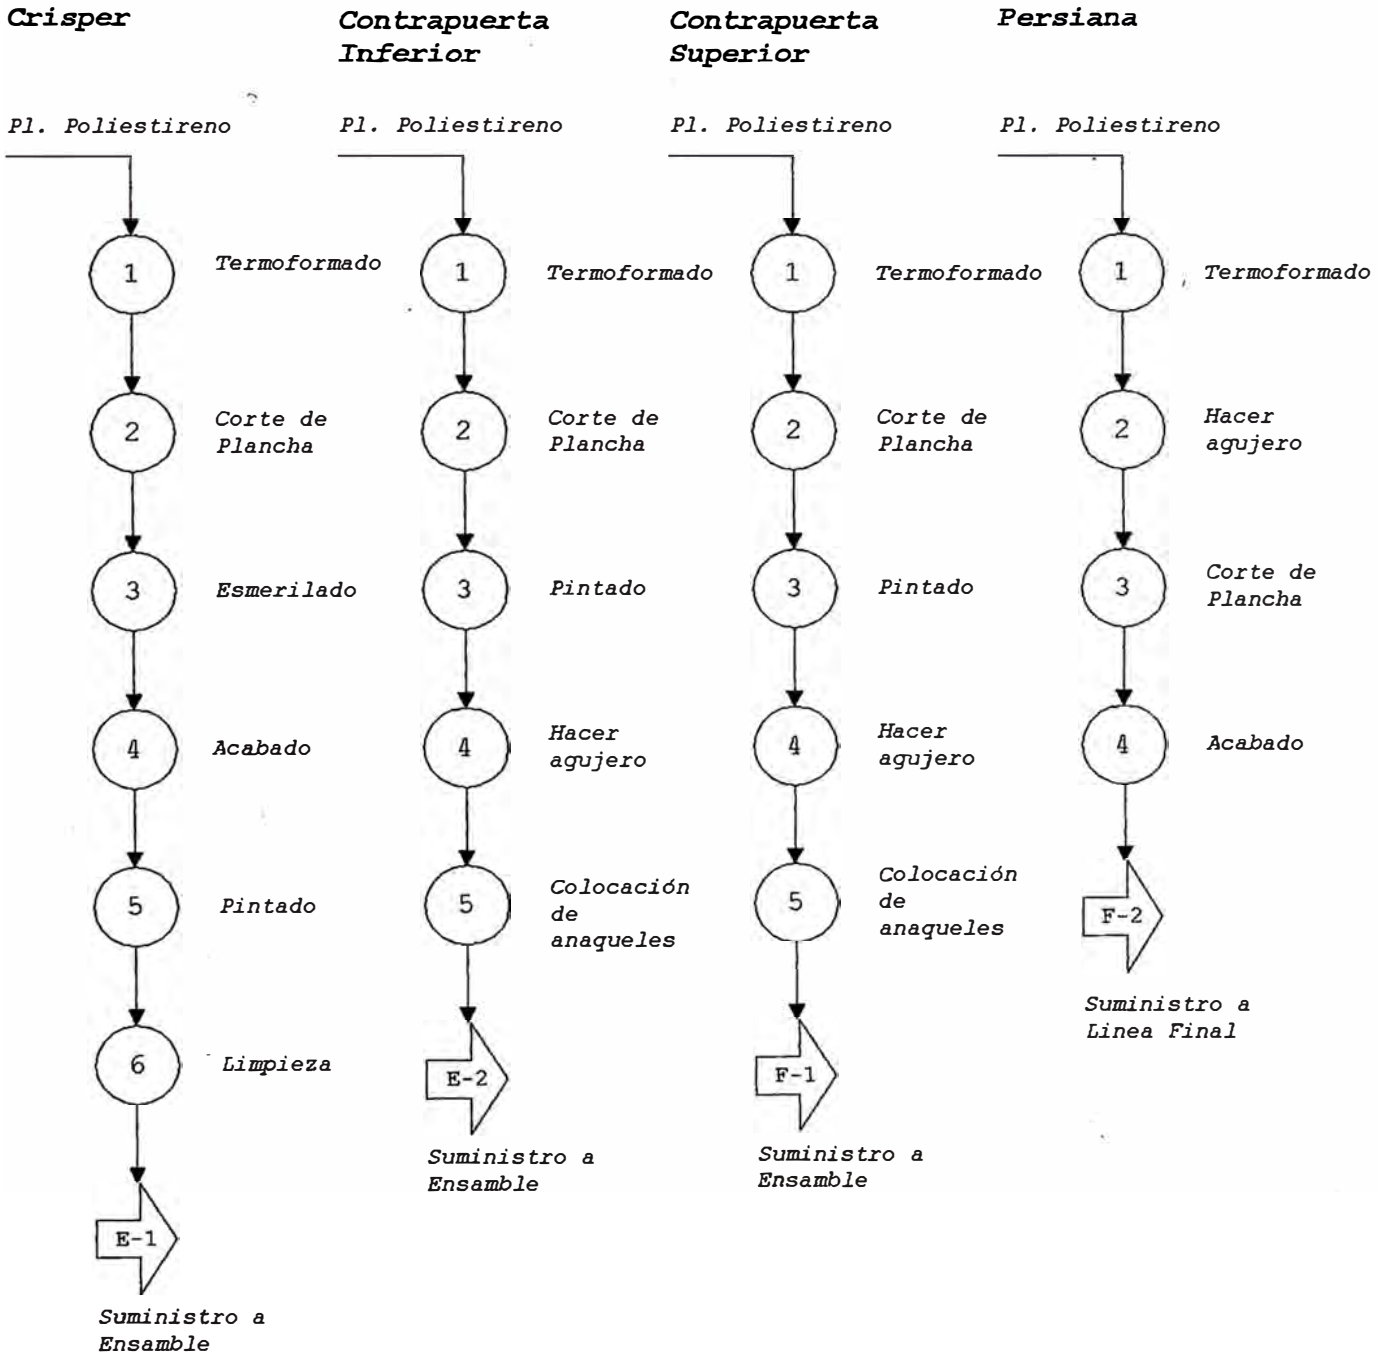 Crisper
Pl. Poliestireno
1
Termoformado
2
Corte de
Plancha
3
Esmerilado
4
Acabado
5
Pintado
6
Limpieza
E-1
Suministro a
Ensamble
Contrapuerta
Inferior
Pl. Poliestireno
1
Termoformado
2
Corte de
Plancha
3
Pintado
4
Hacer
agujero
5
Colocación
de
anaqueles
E-2
Suministro a
Ensamble
Contrapuerta
Superior
Pl. Poliestireno
1
Termoformado
2
Corte de
Plancha
3
Pintado
4
Hacer
agujero
5
Colocación
de
anaqueles
F-1
Suministro a
Ensamble
Persiana
Pl. Poliestireno
1
Termoformado
2
Hacer
agujero
3
Corte de
Plancha
4
Acabado
F-2
Suministro a
Linea Final